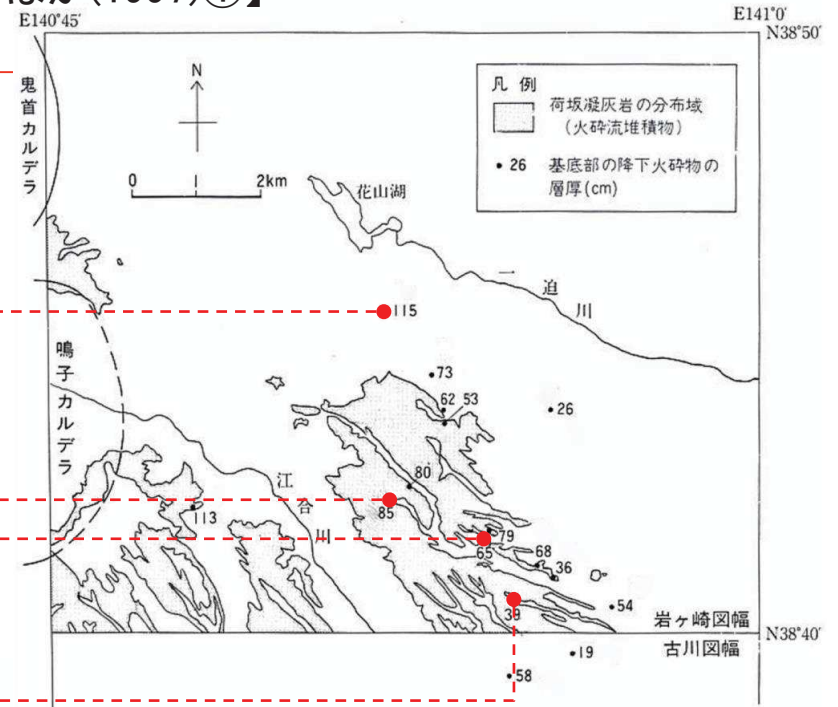 E140°45′
E141°0′
N38°50′
鬼首カルデラ
N
0 1 2km
凡例
荷坂凝灰岩の分布域
(火砕流堆積物)
• 26 基底部の降下火砕物の
層厚(cm)
花山湖
一迫川
115
鳴子カルデラ
73
62
53
26
80
江合川
85
113
79
65
68
36
54
39
岩ヶ崎図幅
N38°40′
古川図幅
19
58